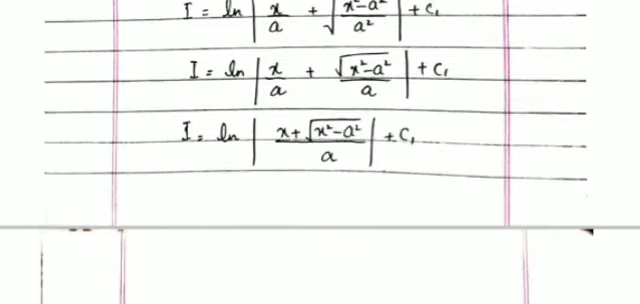 I = ln | x/a + √(x²-a²/a²) | + C₁
I = ln | x/a + √(x²-a²)/a | + C₁
I = ln | (x+√(x²-a²))/a | + C₁